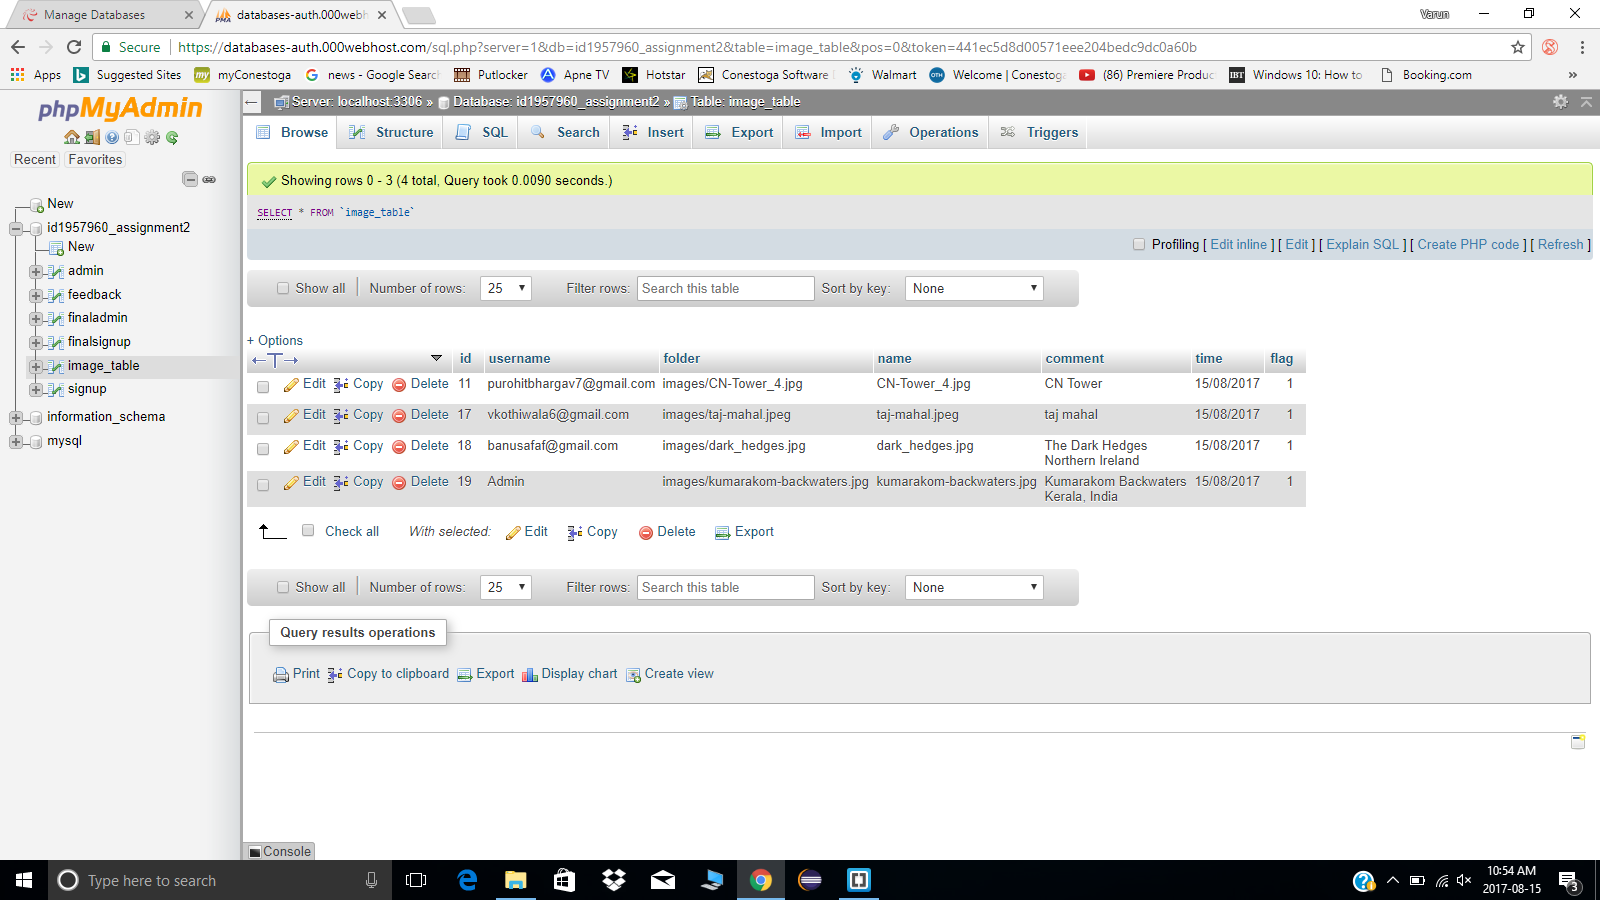 Manage Databases
databases-auth.000webh
Varun
Secure
https://databases-auth.000webhost.com/sql.php?server=1&db=id1957960_assignment2&table=image_table&pos=0&token=441ec5d8d00571eee204bedc9dc0a60b
Apps Suggested Sites myConestoga news - Google Searc Putlocker Apne TV Hotstar Conestoga Software Walmart Welcome | Conestog (86) Premiere Produc IBT Windows 10: How to Booking.com »
phpMyAdmin
Recent Favorites
New
id1957960_assignment2
New
admin
feedback
finaladmin
finalsignup
image_table
signup
information_schema
mysql
Server: localhost:3306 » Database: id1957960_assignment2 » Table: image_table
Browse Structure SQL Search Insert Export Import Operations Triggers
Showing rows 0 - 3 (4 total, Query took 0.0090 seconds.)
SELECT * FROM `image_table`
Profiling [ Edit inline ] [ Edit ] [ Explain SQL ] [ Create PHP code ] [ Refresh ]
Show all Number of rows: 25 Filter rows: Search this table Sort by key: None
+ Options
id username folder name comment time flag
Edit Copy Delete 11 purohitbhargav7@gmail.com images/CN-Tower_4.jpg CN-Tower_4.jpg CN Tower 15/08/2017 1
Edit Copy Delete 17 vkothiwala6@gmail.com images/taj-mahal.jpeg taj-mahal.jpeg taj mahal 15/08/2017 1
Edit Copy Delete 18 banusafaf@gmail.com images/dark_hedges.jpg dark_hedges.jpg The Dark Hedges 15/08/2017 1
Northern Ireland
Edit Copy Delete 19 Admin images/kumarakom-backwaters.jpg kumarakom-backwaters.jpg Kumarakom Backwaters 15/08/2017 1
Kerala, India
Check all With selected: Edit Copy Delete Export
Show all Number of rows: 25 Filter rows: Search this table Sort by key: None
Query results operations
Print Copy to clipboard Export Display chart Create view
Console
Type here to search
10:54 AM
2017-08-15
3